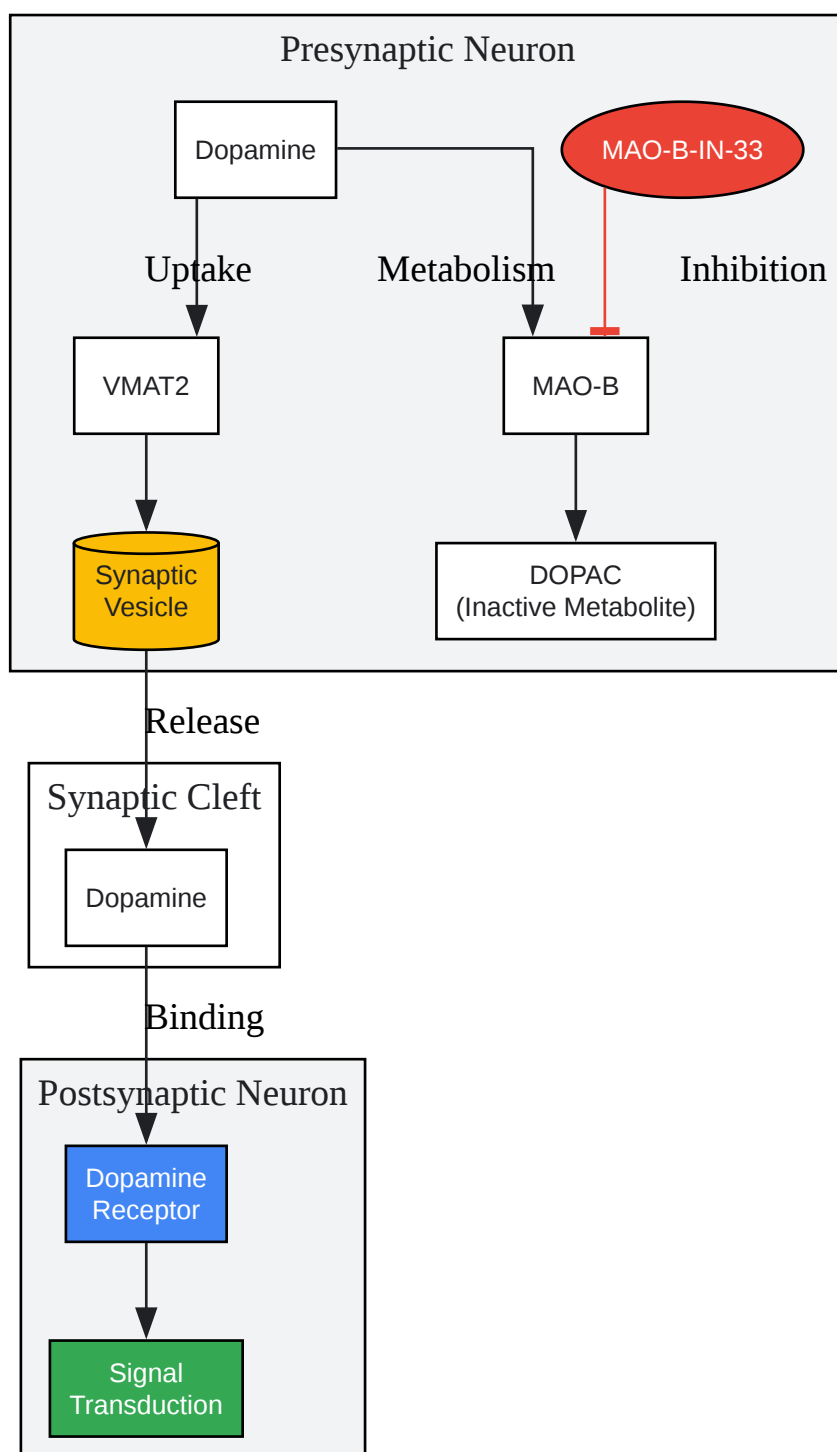 Presynaptic Neuron
Dopamine
MAO-B-IN-33
Uptake
Metabolism
Inhibition
VMAT2
MAO-B
Synaptic
Vesicle
DOPAC
(Inactive Metabolite)
Release
Synaptic Cleft
Dopamine
Binding
Postsynaptic Neuron
Dopamine
Receptor
Signal
Transduction